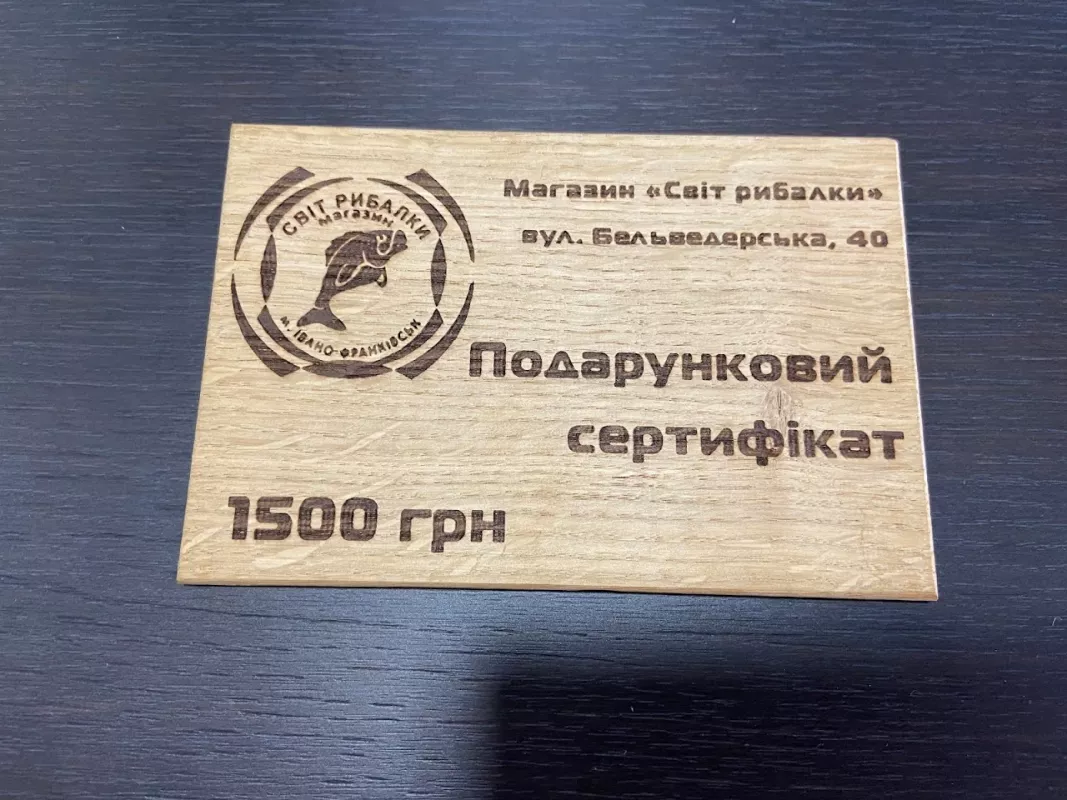 СВІТ РИБАЛКИ
Магазин
м. ІВАНО-ФРАНКІВСЬК
Магазин «Світ рибалки»
вул. Бельведерська, 40
Подарунковий
сертифікат
1500 грн